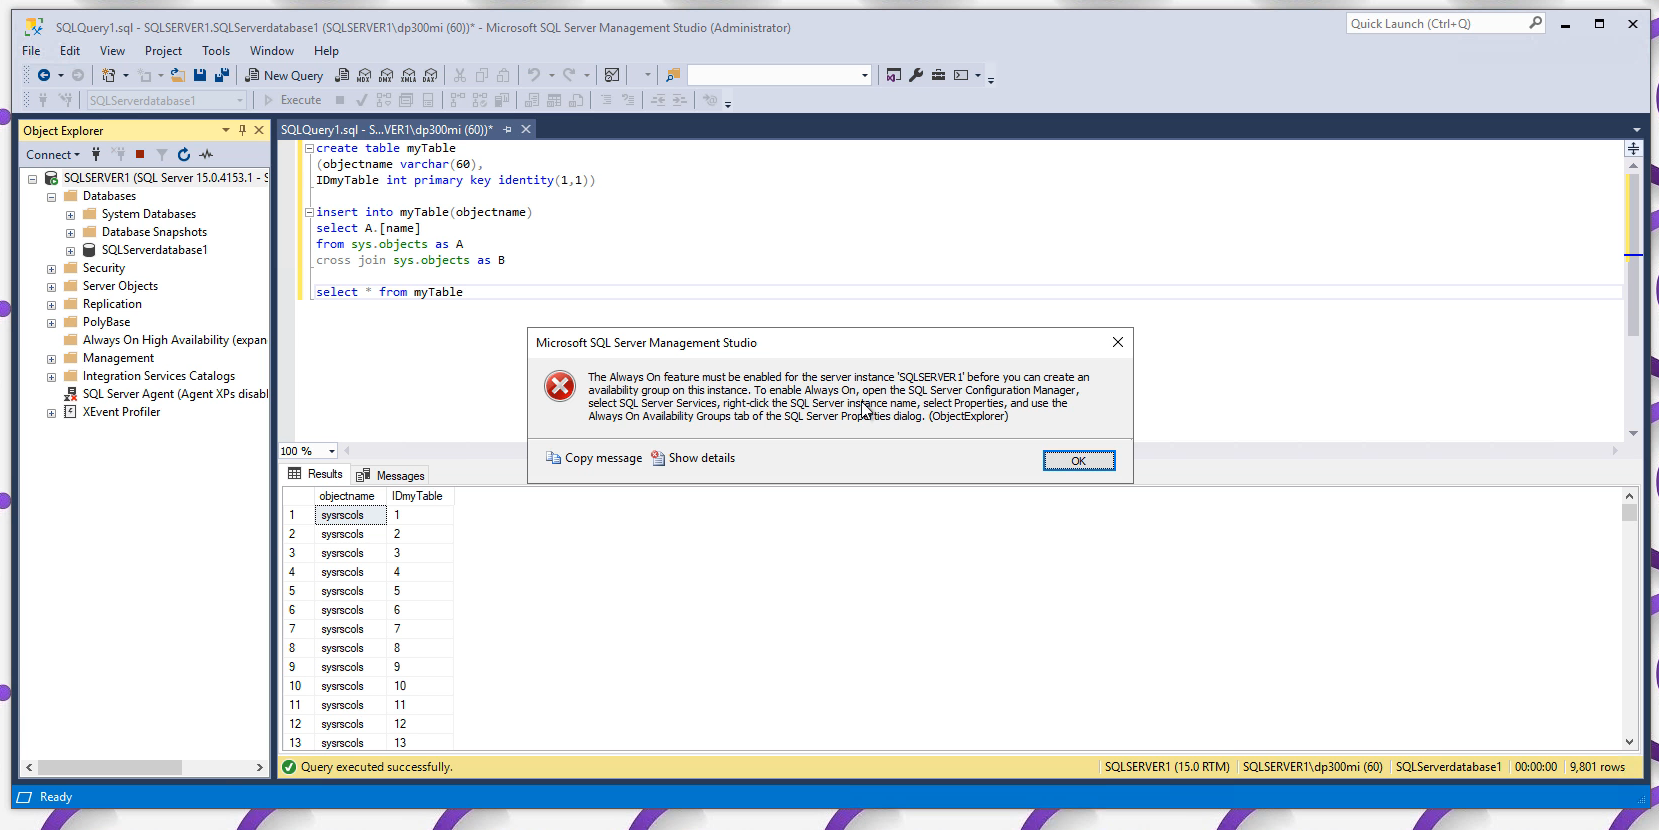 SQLQuery1.sql - SQLSERVER1.SQLServerdatabase1 (SQLSERVER1\dp300mi (60))* - Microsoft SQL Server Management Studio (Administrator)
Quick Launch (Ctrl+Q)
File Edit View Project Tools Window Help
New Query MDX DMX XMLA DAX
SQLServerdatabase1 Execute
Object Explorer
SQLQuery1.sql - S...VER1\dp300mi (60))*
Connect
SQLSERVER1 (SQL Server 15.0.4153.1 - S
Databases
System Databases
Database Snapshots
SQLServerdatabase1
Security
Server Objects
Replication
PolyBase
Always On High Availability (expan
Management
Integration Services Catalogs
SQL Server Agent (Agent XPs disabl
XEvent Profiler
create table myTable
(objectname varchar(60),
IDmyTable int primary key identity(1,1))
insert into myTable(objectname)
select A.[name]
from sys.objects as A
cross join sys.objects as B
select * from myTable
Microsoft SQL Server Management Studio
The Always On feature must be enabled for the server instance 'SQLSERVER1' before you can create an
availability group on this instance. To enable Always On, open the SQL Server Configuration Manager,
select SQL Server Services, right-click the SQL Server instance name, select Properties, and use the
Always On Availability Groups tab of the SQL Server Properties dialog. (ObjectExplorer)
Copy message Show details OK
100 %
Results Messages
objectname IDmyTable
1 sysrscols 1
2 sysrscols 2
3 sysrscols 3
4 sysrscols 4
5 sysrscols 5
6 sysrscols 6
7 sysrscols 7
8 sysrscols 8
9 sysrscols 9
10 sysrscols 10
11 sysrscols 11
12 sysrscols 12
13 sysrscols 13
Query executed successfully. SQLSERVER1 (15.0 RTM) SQLSERVER1\dp300mi (60) SQLServerdatabase1 00:00:00 9,801 rows
Ready